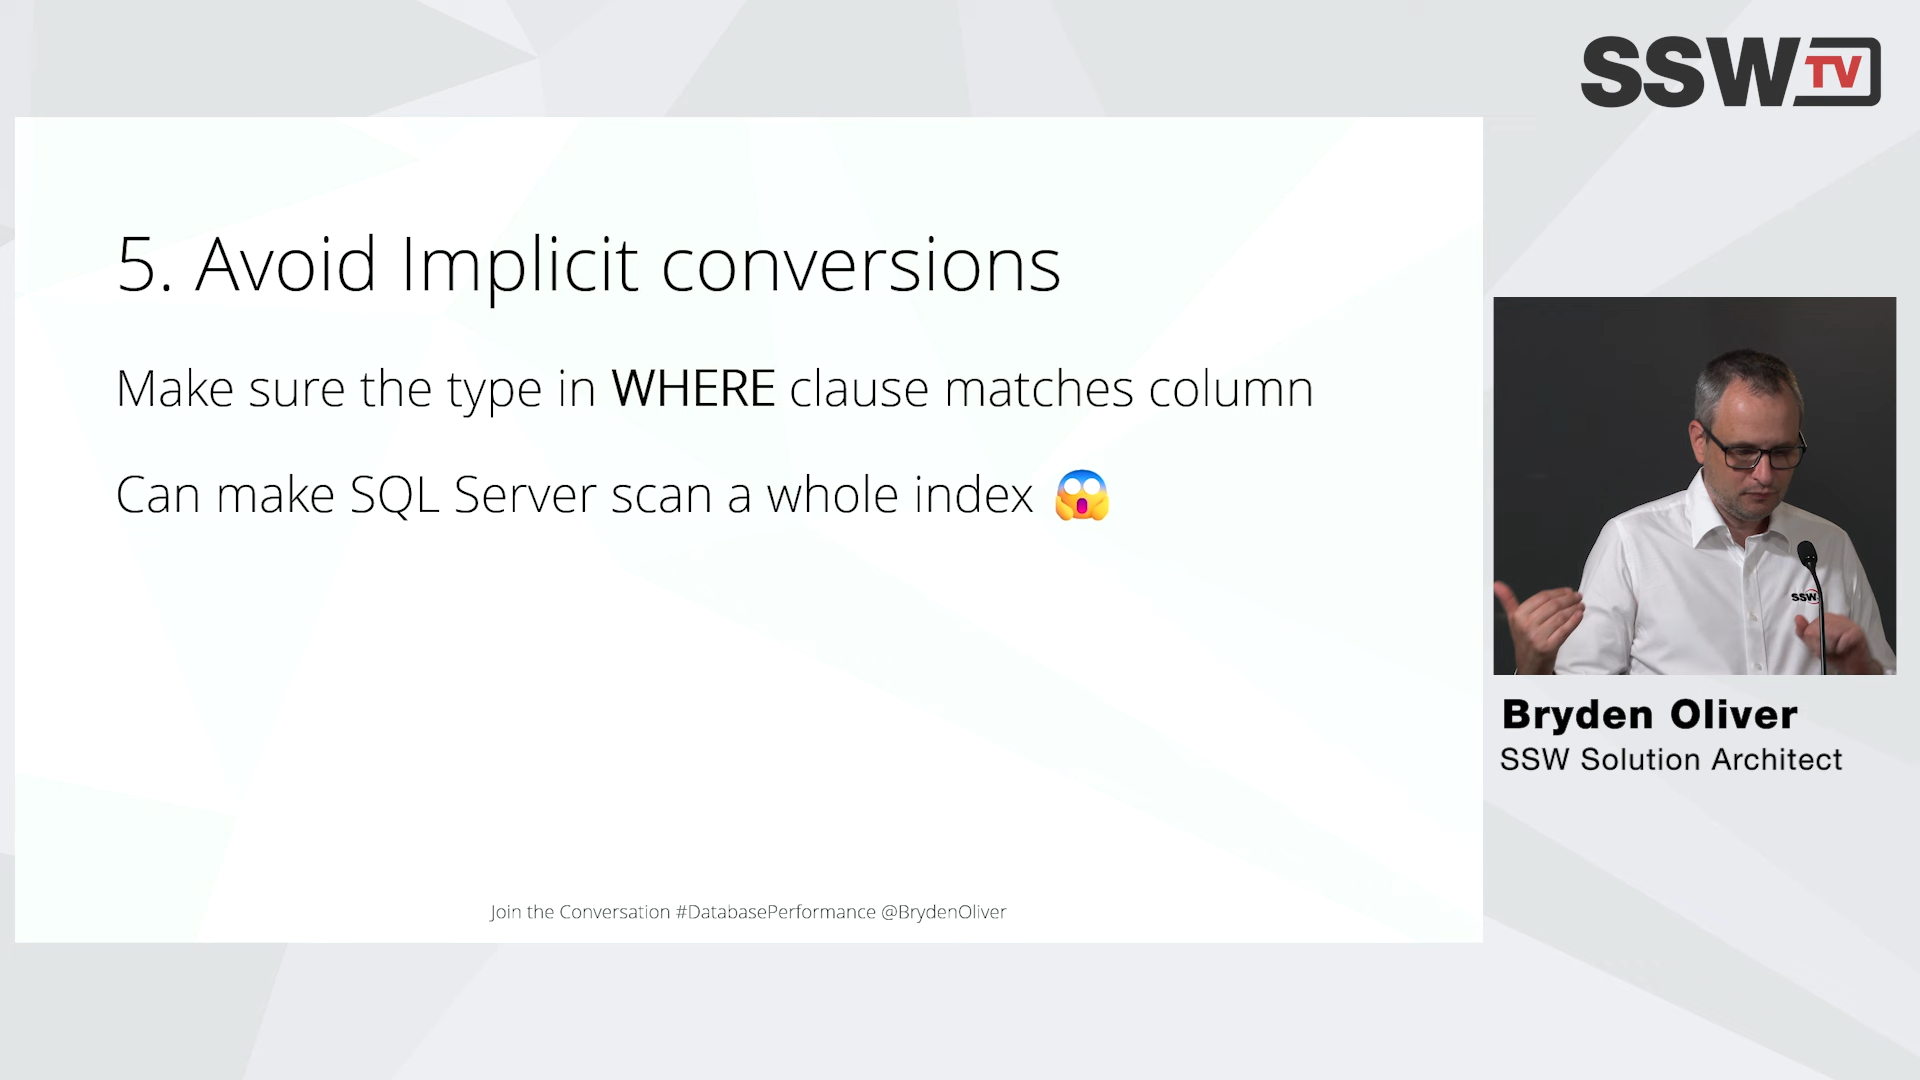 SSW TV
5. Avoid Implicit conversions
Make sure the type in WHERE clause matches column
Can make SQL Server scan a whole index 😱
SSW
Bryden Oliver
SSW Solution Architect
Join the Conversation #DatabasePerformance @BrydenOliver